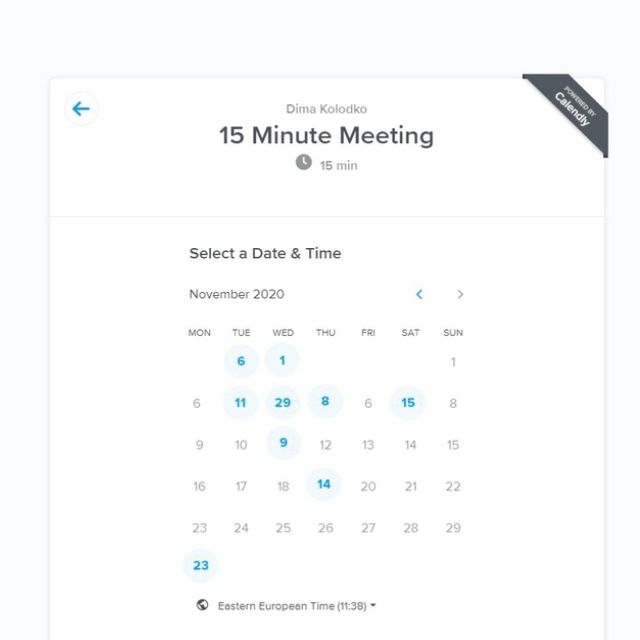 Dima Kolodko
15 Minute Meeting
15 min
POWERED BY
Calendly
Select a Date & Time
November 2020
MON TUE WED THU FRI SAT SUN
6 1 1
6 11 29 8 6 15 8
9 10 9 12 13 14 15
16 17 18 14 20 21 22
23 24 25 26 27 28 29
23
Eastern European Time (11:38)